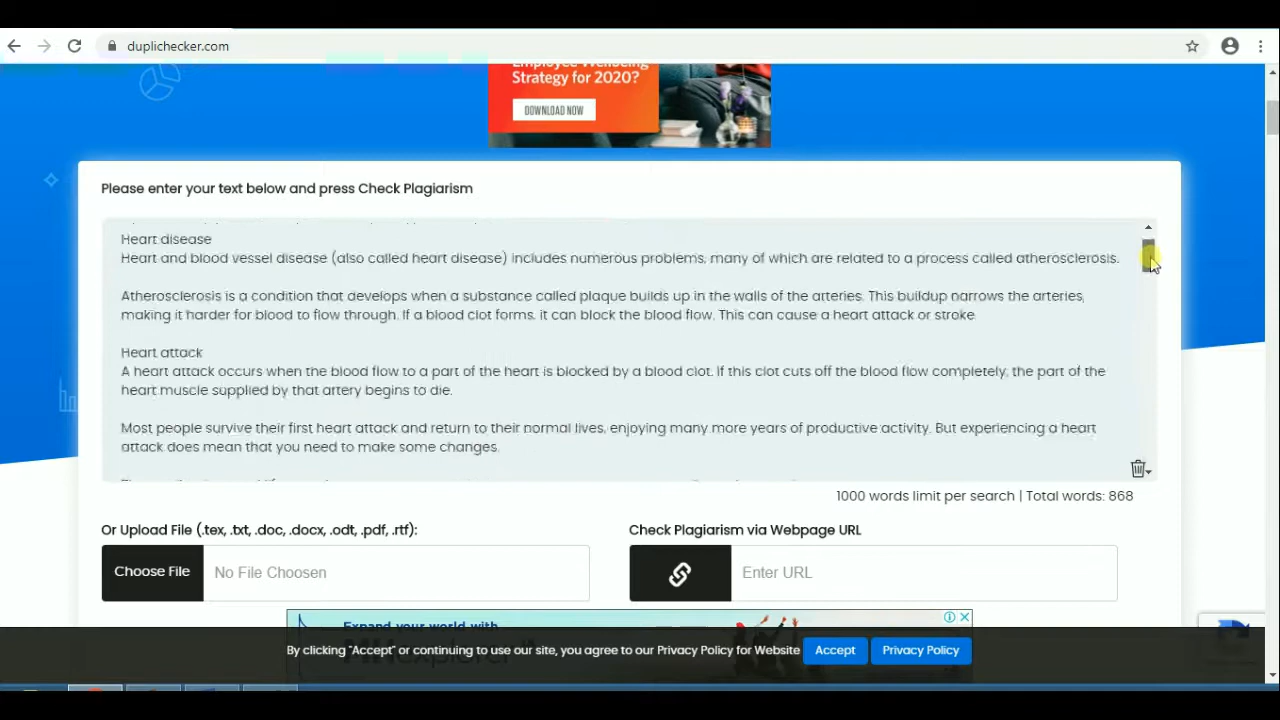 duplichecker.com
Employee Wellbeing
Strategy for 2020?
DOWNLOAD NOW
Please enter your text below and press Check Plagiarism
Heart disease
Heart and blood vessel disease (also called heart disease) includes numerous problems, many of which are related to a process called atherosclerosis.
Atherosclerosis is a condition that develops when a substance called plaque builds up in the walls of the arteries. This buildup narrows the arteries,
making it harder for blood to flow through. If a blood clot forms, it can block the blood flow. This can cause a heart attack or stroke.
Heart attack
A heart attack occurs when the blood flow to a part of the heart is blocked by a blood clot. If this clot cuts off the blood flow completely, the part of the
heart muscle supplied by that artery begins to die.
Most people survive their first heart attack and return to their normal lives, enjoying many more years of productive activity. But experiencing a heart
attack does mean that you need to make some changes.
1000 words limit per search | Total words: 868
Or Upload File (.tex, .txt, .doc, .docx, .odt, .pdf, .rtf):
Check Plagiarism via Webpage URL
Choose File
No File Choosen
Enter URL
Expand your world with
By clicking "Accept" or continuing to use our site, you agree to our Privacy Policy for Website
Accept
Privacy Policy